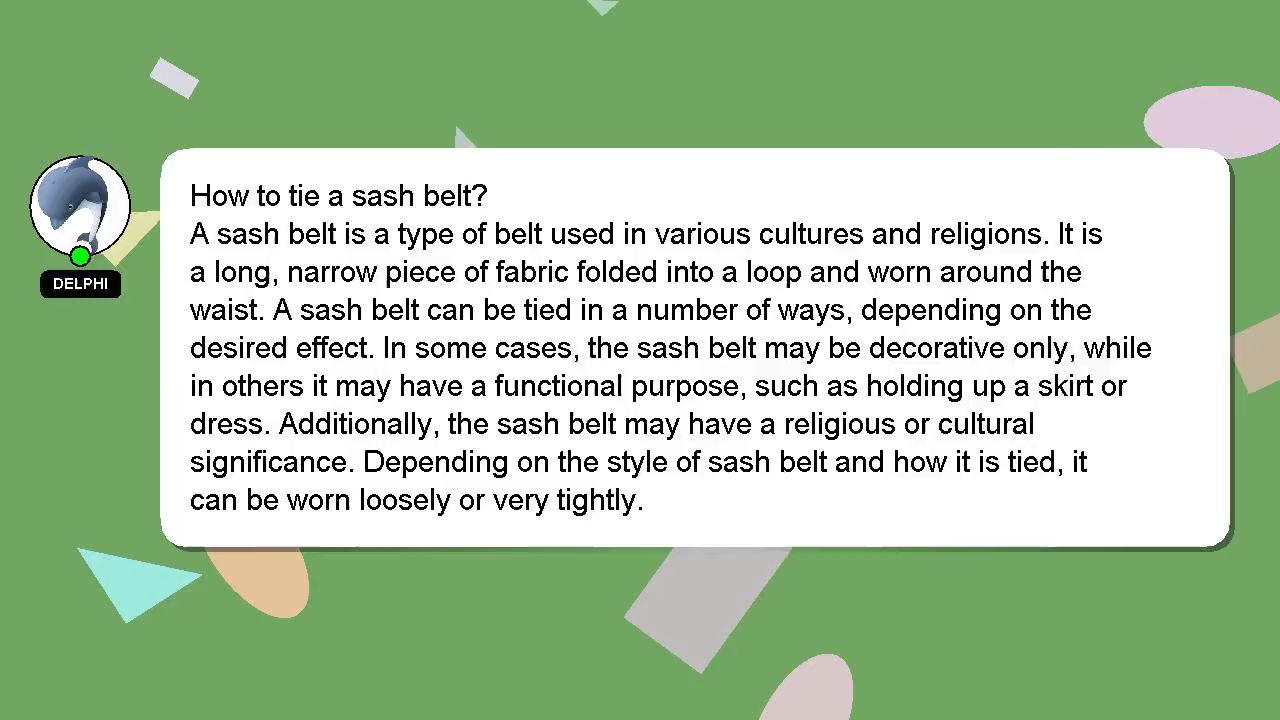 How to tie a sash belt?
A sash belt is a type of belt used in various cultures and religions. It is
a long, narrow piece of fabric folded into a loop and worn around the
waist. A sash belt can be tied in a number of ways, depending on the
desired effect. In some cases, the sash belt may be decorative only, while
in others it may have a functional purpose, such as holding up a skirt or
dress. Additionally, the sash belt may have a religious or cultural
significance. Depending on the style of sash belt and how it is tied, it
can be worn loosely or very tightly.
DELPHI